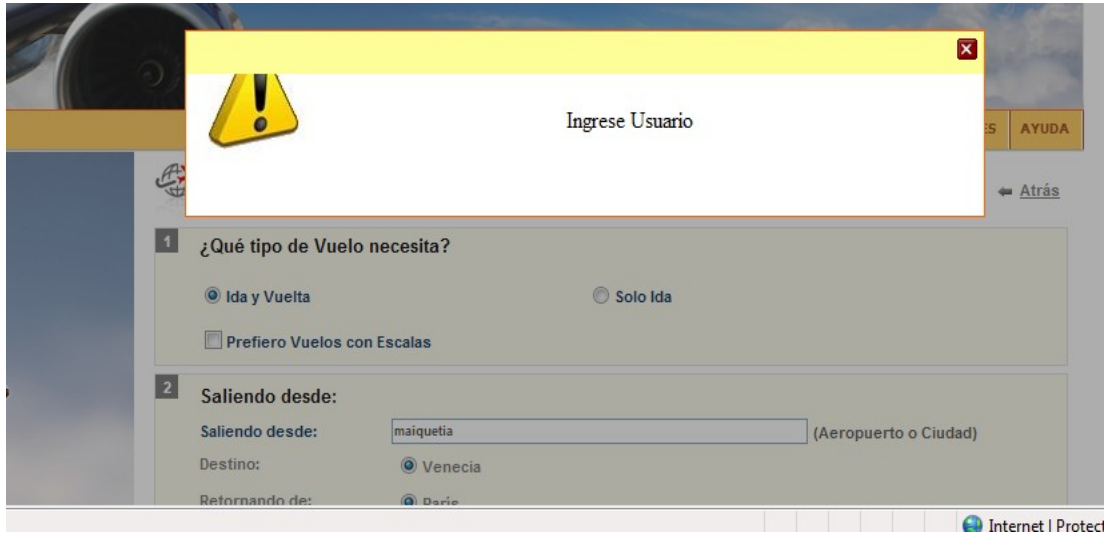 Ingrese Usuario
ES AYUDA
Atrás
1 ¿Qué tipo de Vuelo necesita?
Ida y Vuelta Solo Ida
Prefiero Vuelos con Escalas
2 Saliendo desde:
Saliendo desde: maiquetia (Aeropuerto o Ciudad)
Destino: Venecia
Retornando de: París
Internet | Protect